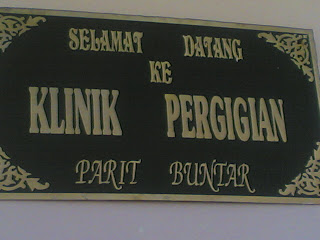 SELAMAT DATANG
KE
KLINIK PERGIGIAN
PARIT BUNTAR